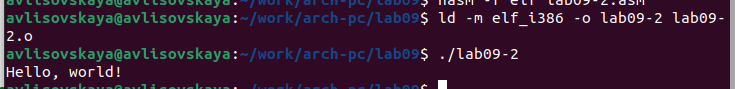 avlisovskaya@avlisovskaya:~/work/arch-pc/lab09$ nasm -f elf lab09-2.asm
avlisovskaya@avlisovskaya:~/work/arch-pc/lab09$ ld -m elf_i386 -o lab09-2 lab09-
2.o
avlisovskaya@avlisovskaya:~/work/arch-pc/lab09$ ./lab09-2
Hello, world!
avlisovskaya@avlisovskaya:~/work/arch-pc/lab09$